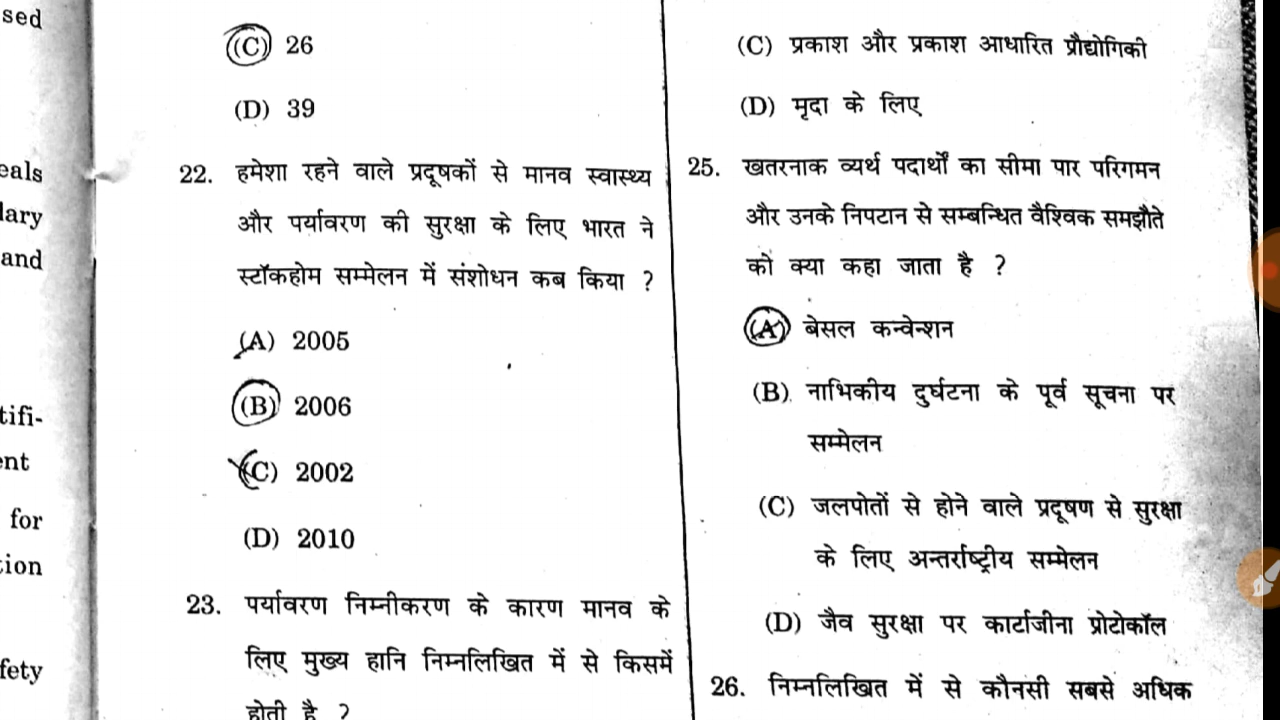 sed
eals
lary
and
tifi-
ent
for
tion
fety
(C) 26
(D) 39
22. हमेशा रहने वाले प्रदूषकों से मानव स्वास्थ्य
और पर्यावरण की सुरक्षा के लिए भारत ने
स्टॉकहोम सम्मेलन में संशोधन कब किया ?
(A) 2005
(B) 2006
(C) 2002
(D) 2010
23. पर्यावरण निम्नीकरण के कारण मानव के
लिए मुख्य हानि निम्नलिखित में से किसमें
होती है ?
(C) प्रकाश और प्रकाश आधारित प्रौद्योगिकी
(D) मृदा के लिए
25. खतरनाक व्यर्थ पदार्थों का सीमा पार परिगमन
और उनके निपटान से सम्बन्धित वैश्विक समझौते
को क्या कहा जाता है ?
(A) बेसल कन्वेन्शन
(B) नाभिकीय दुर्घटना के पूर्व सूचना पर
सम्मेलन
(C) जलपोतों से होने वाले प्रदूषण से सुरक्षा
के लिए अन्तर्राष्ट्रीय सम्मेलन
(D) जैव सुरक्षा पर कार्टाजीना प्रोटोकॉल
26. निम्नलिखित में से कौनसी सबसे अधिक